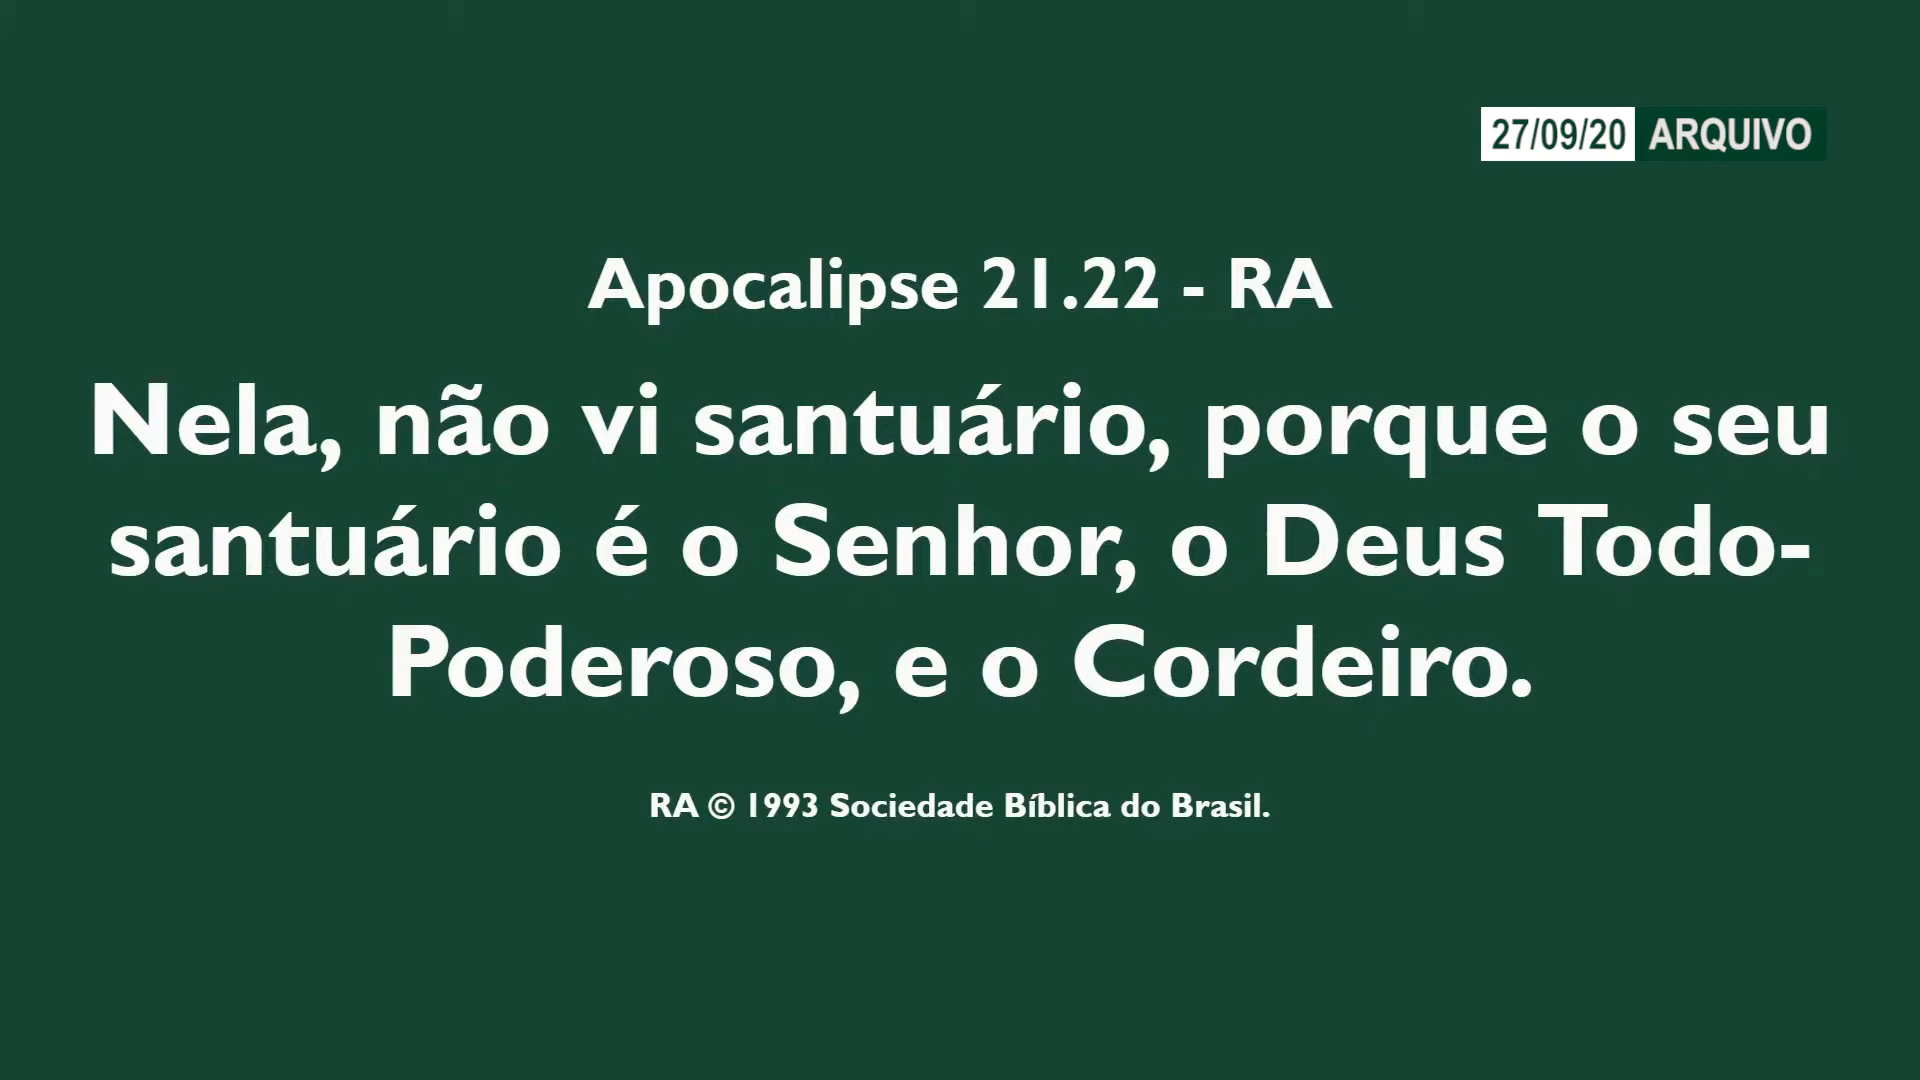 27/09/20 ARQUIVO
Apocalipse 21.22 - RA
Nela, não vi santuário, porque o seu
santuário é o Senhor, o Deus Todo-
Poderoso, e o Cordeiro.
RA © 1993 Sociedade Bíblica do Brasil.